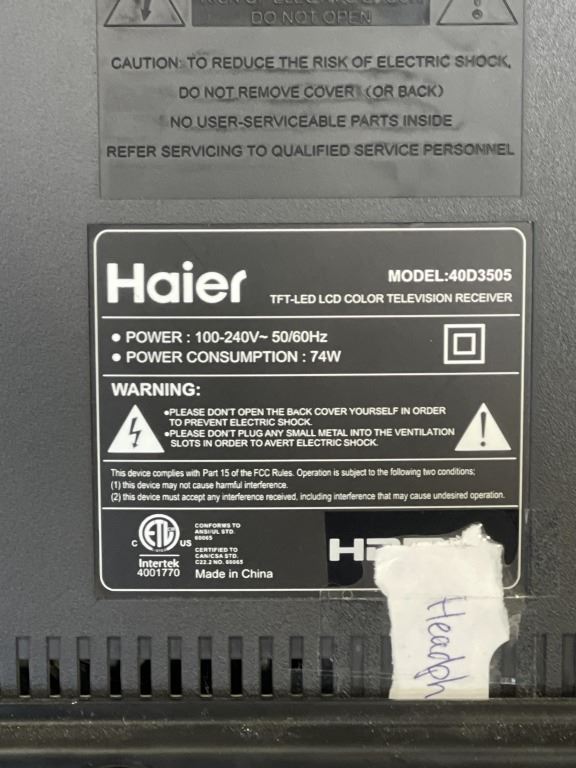 DO NOT OPEN
CAUTION: TO REDUCE THE RISK OF ELECTRIC SHOCK,
DO NOT REMOVE COVER (OR BACK)
NO USER-SERVICEABLE PARTS INSIDE
REFER SERVICING TO QUALIFIED SERVICE PERSONNEL
Haier
MODEL:40D3505
TFT-LED LCD COLOR TELEVISION RECEIVER
● POWER : 100-240V~ 50/60Hz
● POWER CONSUMPTION : 74W
WARNING:
●PLEASE DON'T OPEN THE BACK COVER YOURSELF IN ORDER
TO PREVENT ELECTRIC SHOCK.
●PLEASE DON'T PLUG ANY SMALL METAL INTO THE VENTILATION
SLOTS IN ORDER TO AVERT ELECTRIC SHOCK.
This device complies with Part 15 of the FCC Rules. Operation is subject to the following two conditions;
(1) this device may not cause harmful interference.
(2) this device must accept any interference received, including interference that may cause undesired operation.
C ETL US
Intertek
4001770
CONFORMS TO
ANSI/UL STD.
60065
CERTIFIED TO
CAN/CSA STD.
C22.2 NO. 60065
Made in China
Headph